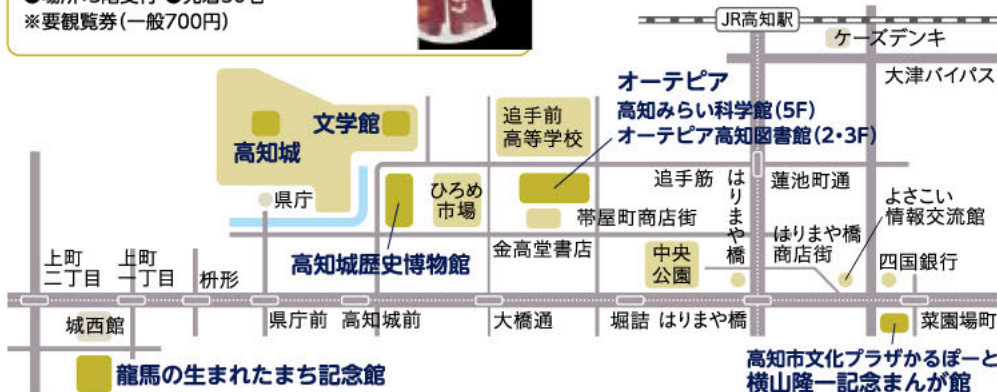 ※要観覧券(一般700円)
JR高知駅
ケーズデンキ
大津バイパス
オーテピア
高知みらい科学館(5F)
オーテピア高知図書館(2・3F)
追手前
高等学校
文学館
高知城
県庁
ひろめ
市場
追手筋
はりまや橋
蓮池町通
よさこい
情報交流館
帯屋町商店街
金高堂書店
高知城歴史博物館
中央
公園
はりまや橋
商店街
四国銀行
上町
二丁目
上町
一丁目
枡形
城西館
県庁前
高知城前
大橋通
堀詰
はりまや橋
菜園場町
龍馬の生まれたまち記念館
高知市文化プラザかるぽーと
横山隆一記念まんが館